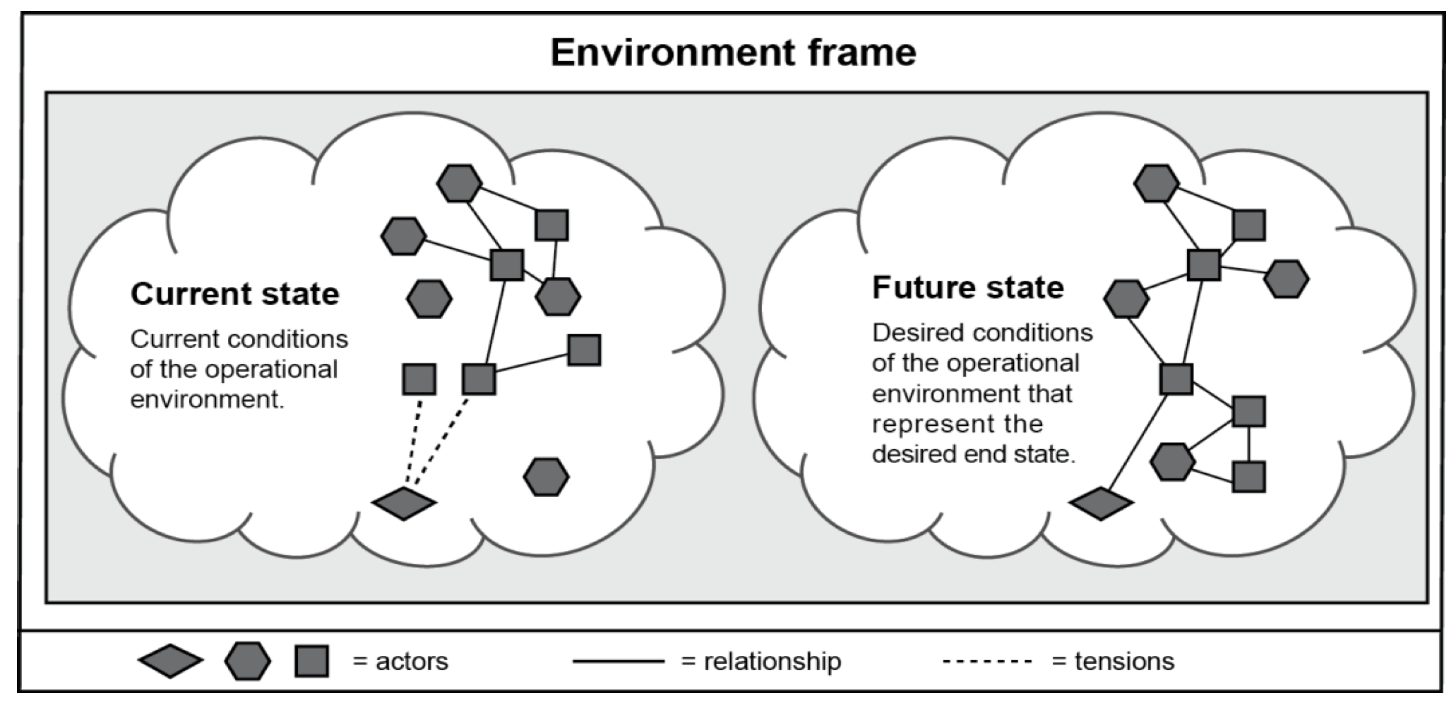 Environment frame
Current state
Current conditions
of the operational
environment.
Future state
Desired conditions
of the operational
environment that
represent the
desired end state.
= actors
= relationship
= tensions